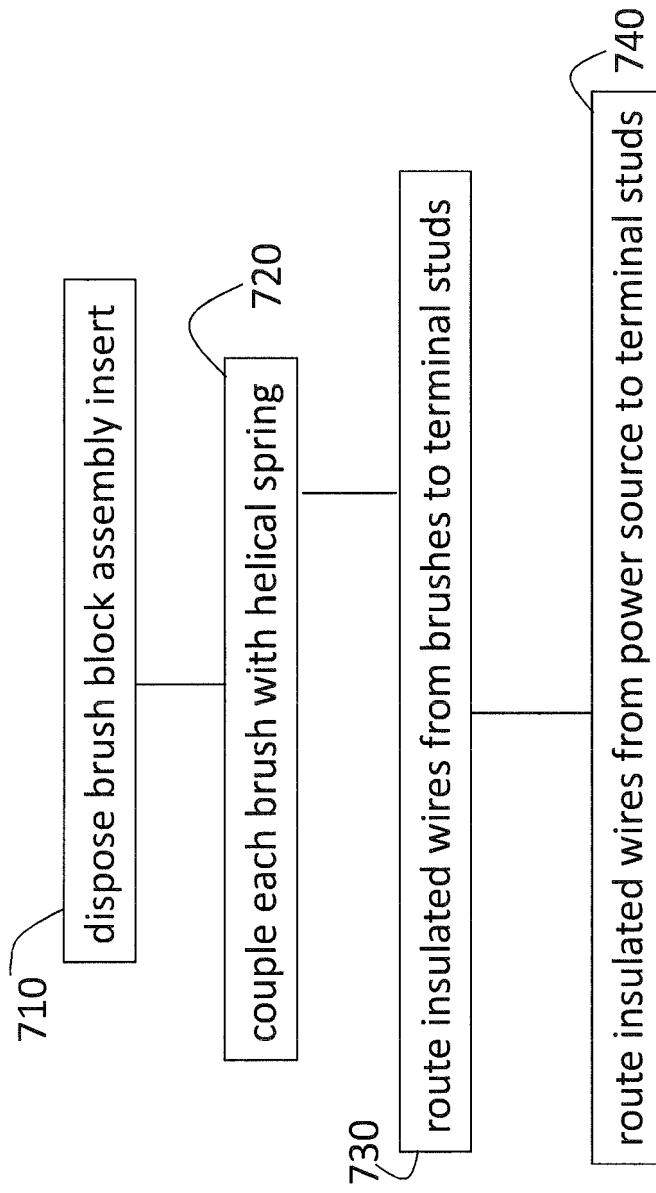 710
dispose brush block assembly insert
720
couple each brush with helical spring
730
route insulated wires from brushes to terminal studs
740
route insulated wires from power source to terminal studs